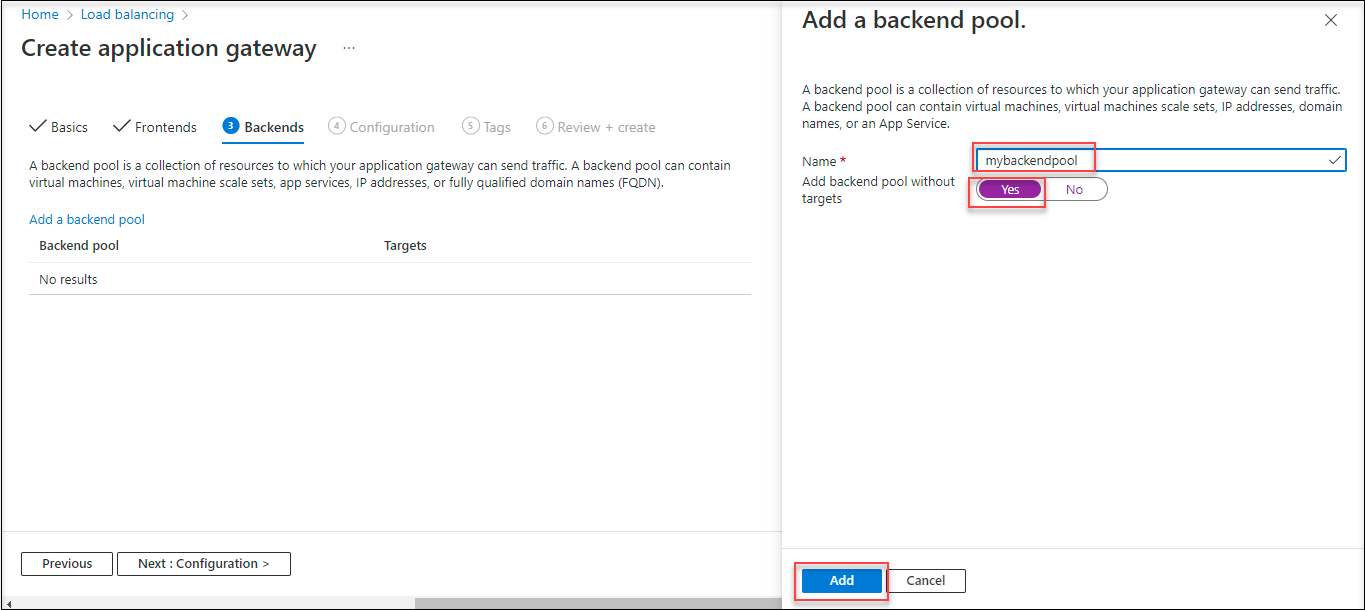 Home > Load balancing >
Create application gateway ...
Basics Frontends 3 Backends 4 Configuration 5 Tags 6 Review + create
A backend pool is a collection of resources to which your application gateway can send traffic. A backend pool can contain
virtual machines, virtual machine scale sets, app services, IP addresses, or fully qualified domain names (FQDN).
Add a backend pool
Backend pool Targets
No results
Previous Next : Configuration >
Add a backend pool.
A backend pool is a collection of resources to which your application gateway can send traffic.
A backend pool can contain virtual machines, virtual machines scale sets, IP addresses, domain
names, or an App Service.
Name * mybackendpool
Add backend pool without
targets
Yes No
Add Cancel